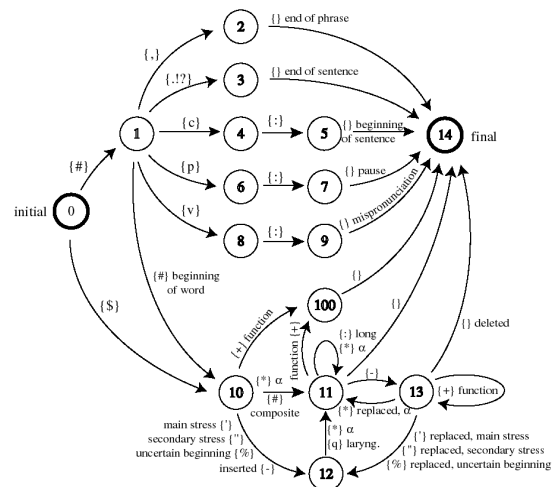 2
{} end of phrase
{,}
{.!?}
3
{} end of sentence
1
{c}
4
{:}
5
{} beginning
of sentence
14
final
{#}
{p}
6
{:}
7
{} pause
initial
0
{v}
8
{:}
9
{} mispronunciation
{#} beginning
of word
{$}
100
{}
{}
{+} function
function {+}
{:} long
{*} α
{} deleted
10
{*} α
{#}
composite
11
{-}
13
{+} function
{*} replaced, α
main stress {'}
secondary stress {"}
uncertain beginning {%}
inserted {-}
{*} α
{q} laryng.
12
{'} replaced, main stress
{"} replaced, secondary stress
{%} replaced, uncertain beginning